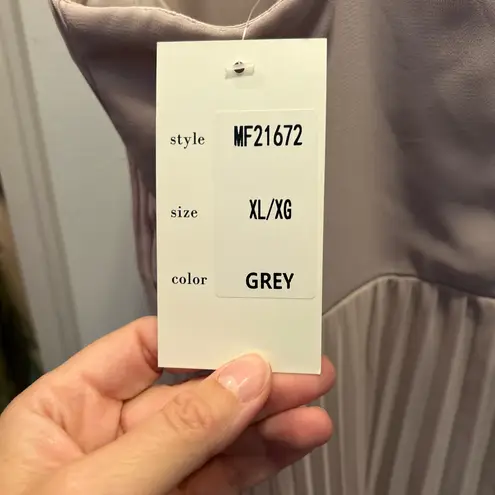 style MF21672
size XL/XG
color GREY